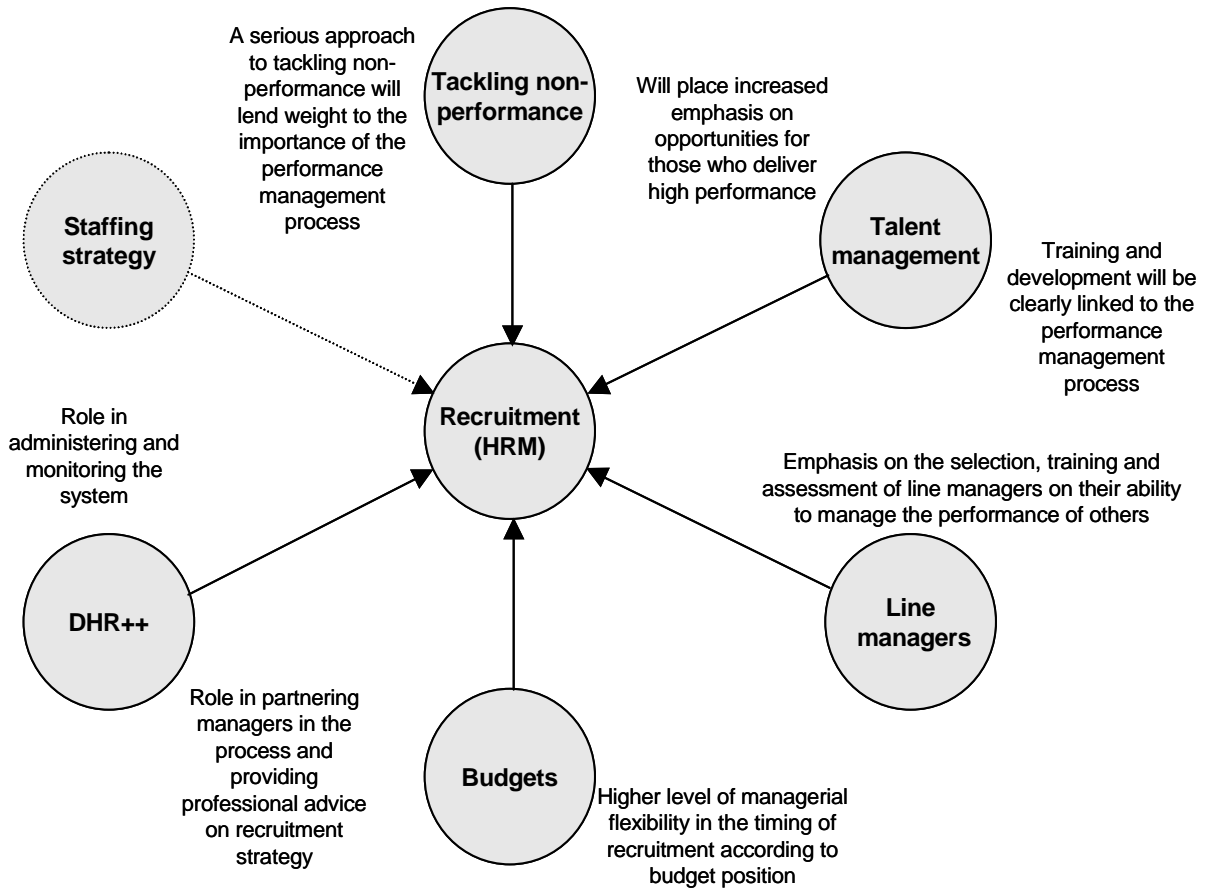 A serious approach
to tackling non-
performance will
lend weight to the
importance of the
performance
management
process
Tackling non-
performance
Will place increased
emphasis on
opportunities for
those who deliver
high performance
Staffing
strategy
Talent
management
Training and
development will be
clearly linked to the
performance
management
process
Recruitment
(HRM)
Role in
administering and
monitoring the
system
Emphasis on the selection, training and
assessment of line managers on their ability
to manage the performance of others
DHR++
Line
managers
Role in partnering
managers in the
process and
providing
professional advice
on recruitment
strategy
Budgets
Higher level of managerial
flexibility in the timing of
recruitment according to
budget position